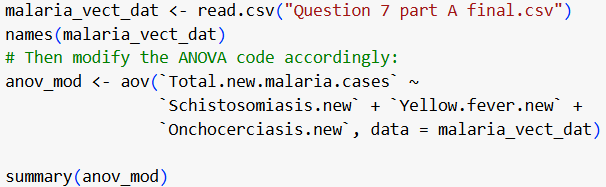 malaria_vect_dat <- read.csv("Question 7 part A final.csv")
names(malaria_vect_dat)
# Then modify the ANOVA code accordingly:
anov_mod <- aov(`Total.new.malaria.cases` ~
`Schistosomiasis.new` + `Yellow.fever.new` +
`Onchocerciasis.new`, data = malaria_vect_dat)
summary(anov_mod)